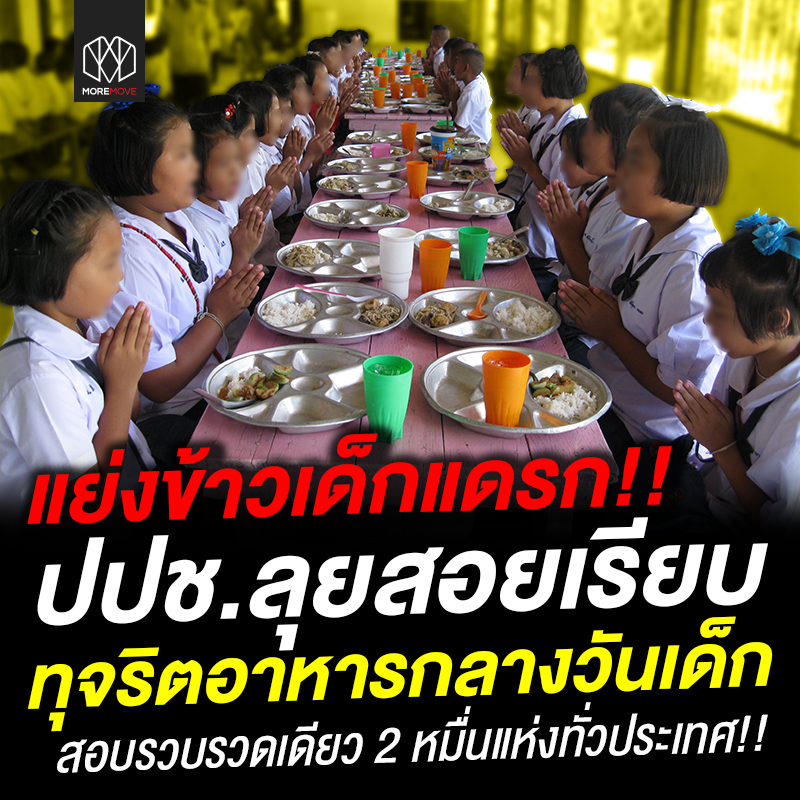 MOREMOVE
แย่งข้าวเด็กแดรก!!
ปปช.ลุยสอยเรียบ
ทุจริตอาหารกลางวันเด็ก
สอบรวบรวดเดียว 2 หมื่นแห่งทั่วประเทศ!!